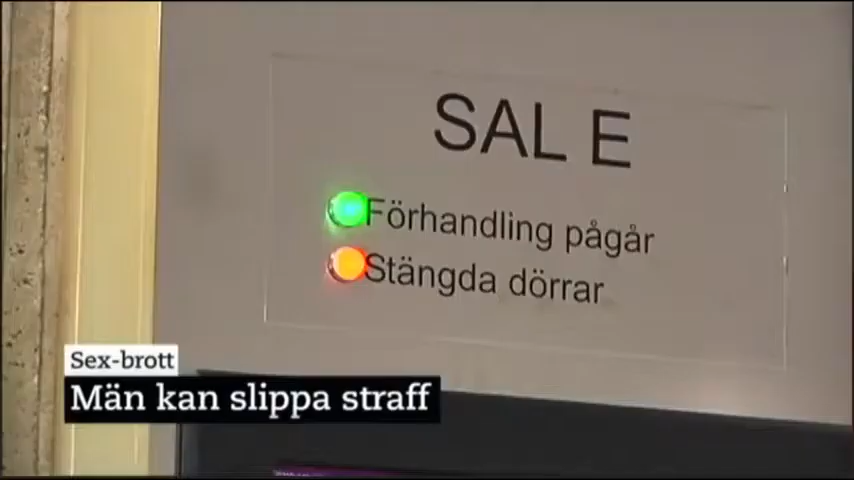 SAL E
Förhandling pågår
Stängda dörrar
Sex-brott
Män kan slippa straff